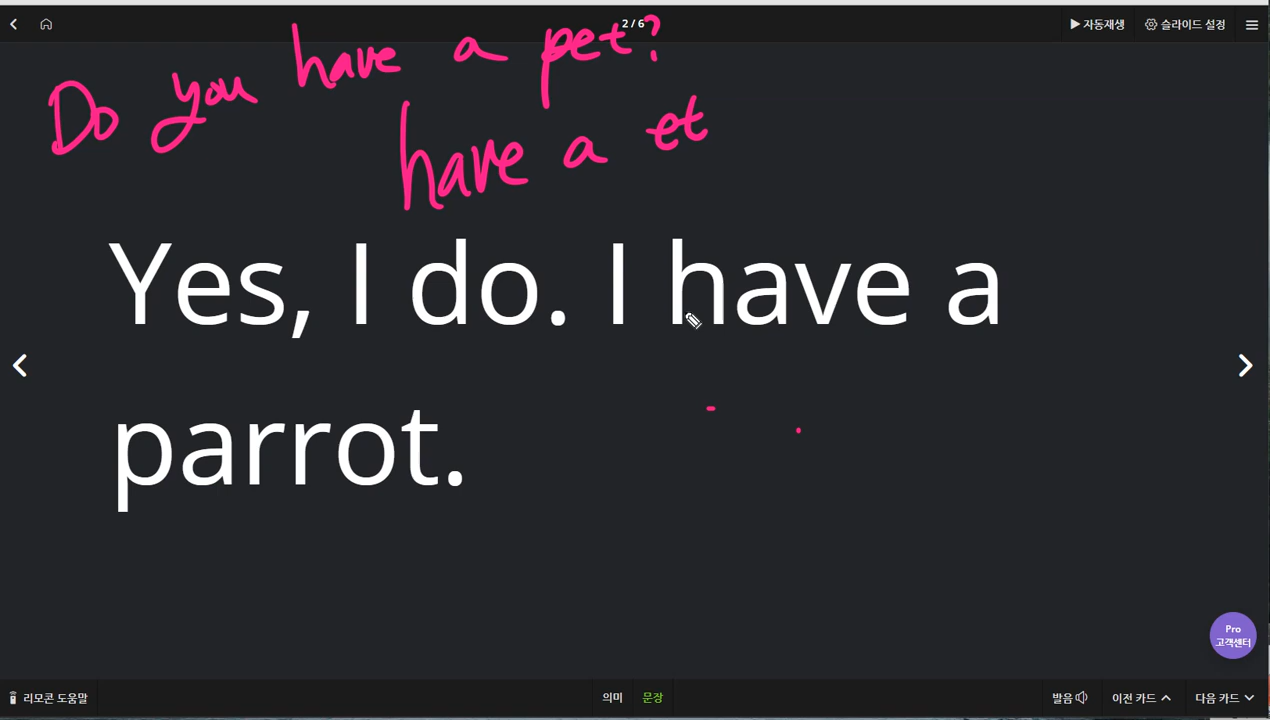 2 / 6
자동재생
슬라이드 설정
Do you have a pet?
have a et
Yes, I do. I have a
parrot.
Pro
고객센터
리모콘 도움말
의미
문장
발음
이전 카드
다음 카드